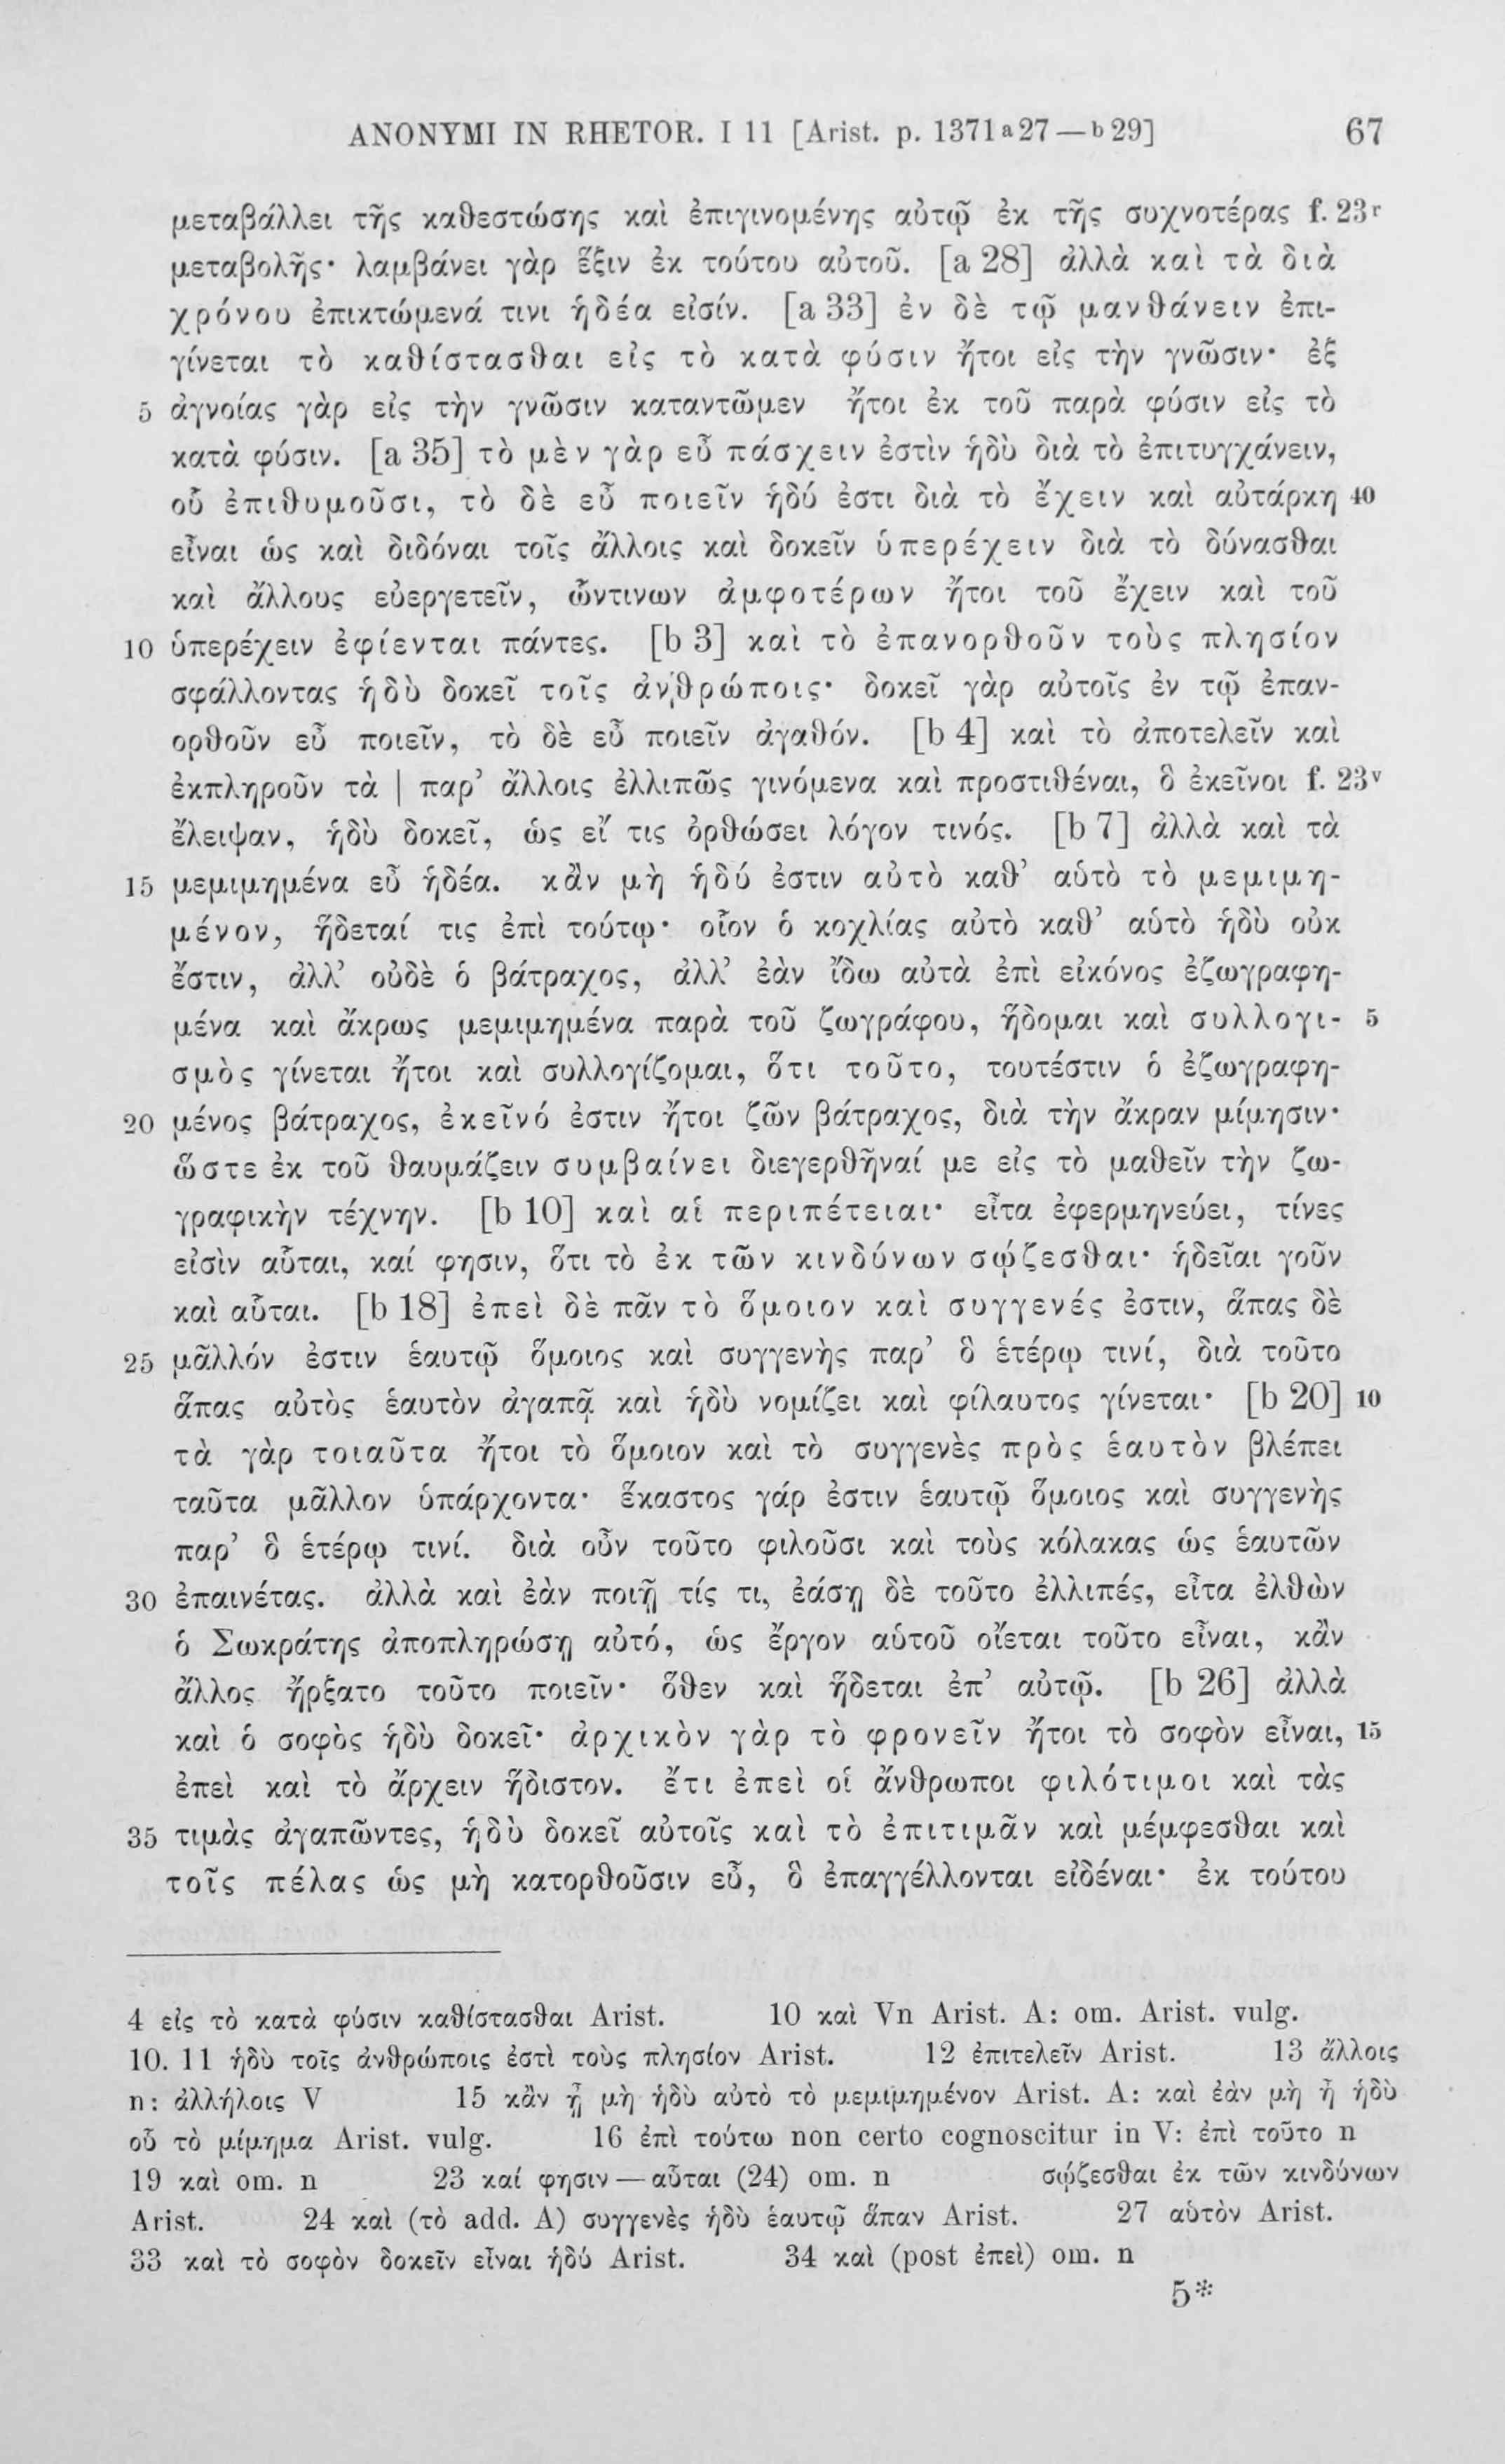 ANONYMI IN RHETOR. I 11 [Arist. p. 1371 a 27 — b 29] 67
μεταβάλλει τῆς καθεστώσης καὶ ἐπιγινομένης αὐτῷ ἐκ τῆς συχνοτέρας f. 23r
μεταβολῆς· λαμβάνει γὰρ ἕξιν ἐκ τούτου αὐτοῦ. [a 28] ἀλλὰ καὶ τὰ διὰ
χρόνου ἐπικτώμενά τινι ἡδέα εἰσίν. [a 33] ἐν δὲ τῷ μανθάνειν ἐπι-
γίνεται τὸ καθίστασθαι εἰς τὸ κατὰ φύσιν ἤτοι εἰς τὴν γνῶσιν· ἐξ
5 ἀγνοίας γὰρ εἰς τὴν γνῶσιν καταντῶμεν ἤτοι ἐκ τοῦ παρὰ φύσιν εἰς τὸ
κατὰ φύσιν. [a 35] τὸ μὲν γὰρ εὖ πάσχειν ἐστὶν ἡδὺ διὰ τὸ ἐπιτυγχάνειν,
οὗ ἐπιθυμοῦσι, τὸ δὲ εὖ ποιεῖν ἡδύ ἐστι διὰ τὸ ἔχειν καὶ αὐτάρκη 40
εἶναι ὡς καὶ διδόναι τοῖς ἄλλοις καὶ δοκεῖν ὑπερέχειν διὰ τὸ δύνασθαι
καὶ ἄλλους εὐεργετεῖν, ὧντινων ἀμφοτέρων ἤτοι τοῦ ἔχειν καὶ τοῦ
10 ὑπερέχειν ἐφίενται πάντες. [b 3] καὶ τὸ ἐπανορθοῦν τοὺς πλησίον
σφάλλοντας ἡδὺ δοκεῖ τοῖς ἀνθρώποις· δοκεῖ γὰρ αὐτοῖς ἐν τῷ ἐπαν-
ορθοῦν εὖ ποιεῖν, τὸ δὲ εὖ ποιεῖν ἀγαθόν. [b 4] καὶ τὸ ἀποτελεῖν καὶ
ἐκπληροῦν τὰ | παρ’ ἄλλοις ἐλλιπῶς γινόμενα καὶ προστιθέναι, ὃ ἐκεῖνοι f. 23v
ἔλειψαν, ἡδὺ δοκεῖ, ὡς εἴ τις ὀρθώσει λόγον τινός. [b 7] ἀλλὰ καὶ τὰ
15 μεμιμημένα εὖ ἡδέα. κἂν μὴ ἡδύ ἐστιν αὐτὸ καθ’ αὑτὸ τὸ μεμιμη-
μένον, ἥδεταί τις ἐπὶ τούτῳ· οἷον ὁ κοχλίας αὐτὸ καθ’ αὑτὸ ἡδὺ οὐκ
ἔστιν, ἀλλ’ οὐδὲ ὁ βάτραχος, ἀλλ’ ἐὰν ἴδω αὐτὰ ἐπὶ εἰκόνος ἐζωγραφη-
μένα καὶ ἄκρως μεμιμημένα παρὰ τοῦ ζωγράφου, ἥδομαι καὶ συλλογι- 5
σμὸς γίνεται ἤτοι καὶ συλλογίζομαι, ὅτι τοῦτο, τουτέστιν ὁ ἐζωγραφη-
20 μένος βάτραχος, ἐκεῖνό ἐστιν ἤτοι ζῶν βάτραχος, διὰ τὴν ἄκραν μίμησιν·
ὥστε ἐκ τοῦ θαυμάζειν συμβαίνει διεγερθῆναί με εἰς τὸ μαθεῖν τὴν ζω-
γραφικὴν τέχνην. [b 10] καὶ αἱ περιπέτειαι· εἶτα ἐφερμηνεύει, τίνες
εἰσὶν αὗται, καί φησιν, ὅτι τὸ ἐκ τῶν κινδύνων σῴζεσθαι· ἡδεῖαι γοῦν
καὶ αὗται. [b 18] ἐπεὶ δὲ πᾶν τὸ ὅμοιον καὶ συγγενές ἐστιν, ἅπας δὲ
25 μᾶλλόν ἐστιν ἑαυτῷ ὅμοιος καὶ συγγενὴς παρ’ ὃ ἑτέρῳ τινί, διὰ τοῦτο
ἅπας αὐτὸς ἑαυτὸν ἀγαπᾷ καὶ ἡδὺ νομίζει καὶ φίλαυτος γίνεται· [b 20] 10
τὰ γὰρ τοιαῦτα ἤτοι τὸ ὅμοιον καὶ τὸ συγγενὲς πρὸς ἑαυτὸν βλέπει
ταῦτα μᾶλλον ὑπάρχοντα· ἕκαστος γάρ ἐστιν ἑαυτῷ ὅμοιος καὶ συγγενὴς
παρ’ ὃ ἑτέρῳ τινί. διὰ οὖν τοῦτο φιλοῦσι καὶ τοὺς κόλακας ὡς ἑαυτῶν
30 ἐπαινέτας. ἀλλὰ καὶ ἐὰν ποιῇ τίς τι, ἐάσῃ δὲ τοῦτο ἐλλιπές, εἶτα ἐλθὼν
ὁ Σωκράτης ἀποπληρώσῃ αὐτό, ὡς ἔργον αὑτοῦ οἴεται τοῦτο εἶναι, κἂν
ἄλλος ἤρξατο τοῦτο ποιεῖν· ὅθεν καὶ ἥδεται ἐπ’ αὐτῷ. [b 26] ἀλλὰ
καὶ ὁ σοφὸς ἡδὺ δοκεῖ· ἀρχικὸν γὰρ τὸ φρονεῖν ἤτοι τὸ σοφὸν εἶναι, 15
ἐπεὶ καὶ τὸ ἄρχειν ἥδιστον. ἔτι ἐπεὶ οἱ ἄνθρωποι φιλότιμοι καὶ τὰς
35 τιμὰς ἀγαπῶντες, ἡδὺ δοκεῖ αὐτοῖς καὶ τὸ ἐπιτιμᾶν καὶ μέμφεσθαι καὶ
τοῖς πέλας ὡς μὴ κατορθοῦσιν εὖ, ὃ ἐπαγγέλλονται εἰδέναι· ἐκ τούτου
4 εἰς τὸ κατὰ φύσιν καθίστασθαι Arist. 10 καὶ Vn Arist. A: om. Arist. vulg.
10. 11 ἡδὺ τοῖς ἀνθρώποις ἐστὶ τοὺς πλησίον Arist. 12 ἐπιτελεῖν Arist. 13 ἄλλοις
n: ἀλλήλοις V 15 κἂν ᾖ μὴ ἡδὺ αὐτὸ τὸ μεμιμημένον Arist. A: καὶ ἐὰν μὴ ᾖ ἡδὺ
οὗ τὸ μίμημα Arist. vulg. 16 ἐπὶ τούτω non certo cognoscitur in V: ἐπὶ τοῦτο n
19 καὶ om. n 23 καί φησιν — αὗται (24) om. n σῴζεσθαι ἐκ τῶν κινδύνων
Arist. 24 καὶ (τὸ add. A) συγγενὲς ἡδὺ ἑαυτῷ ἅπαν Arist. 27 αὑτὸν Arist.
33 καὶ τὸ σοφὸν δοκεῖν εἶναι ἡδύ Arist. 34 καὶ (post ἐπεὶ) om. n
5*